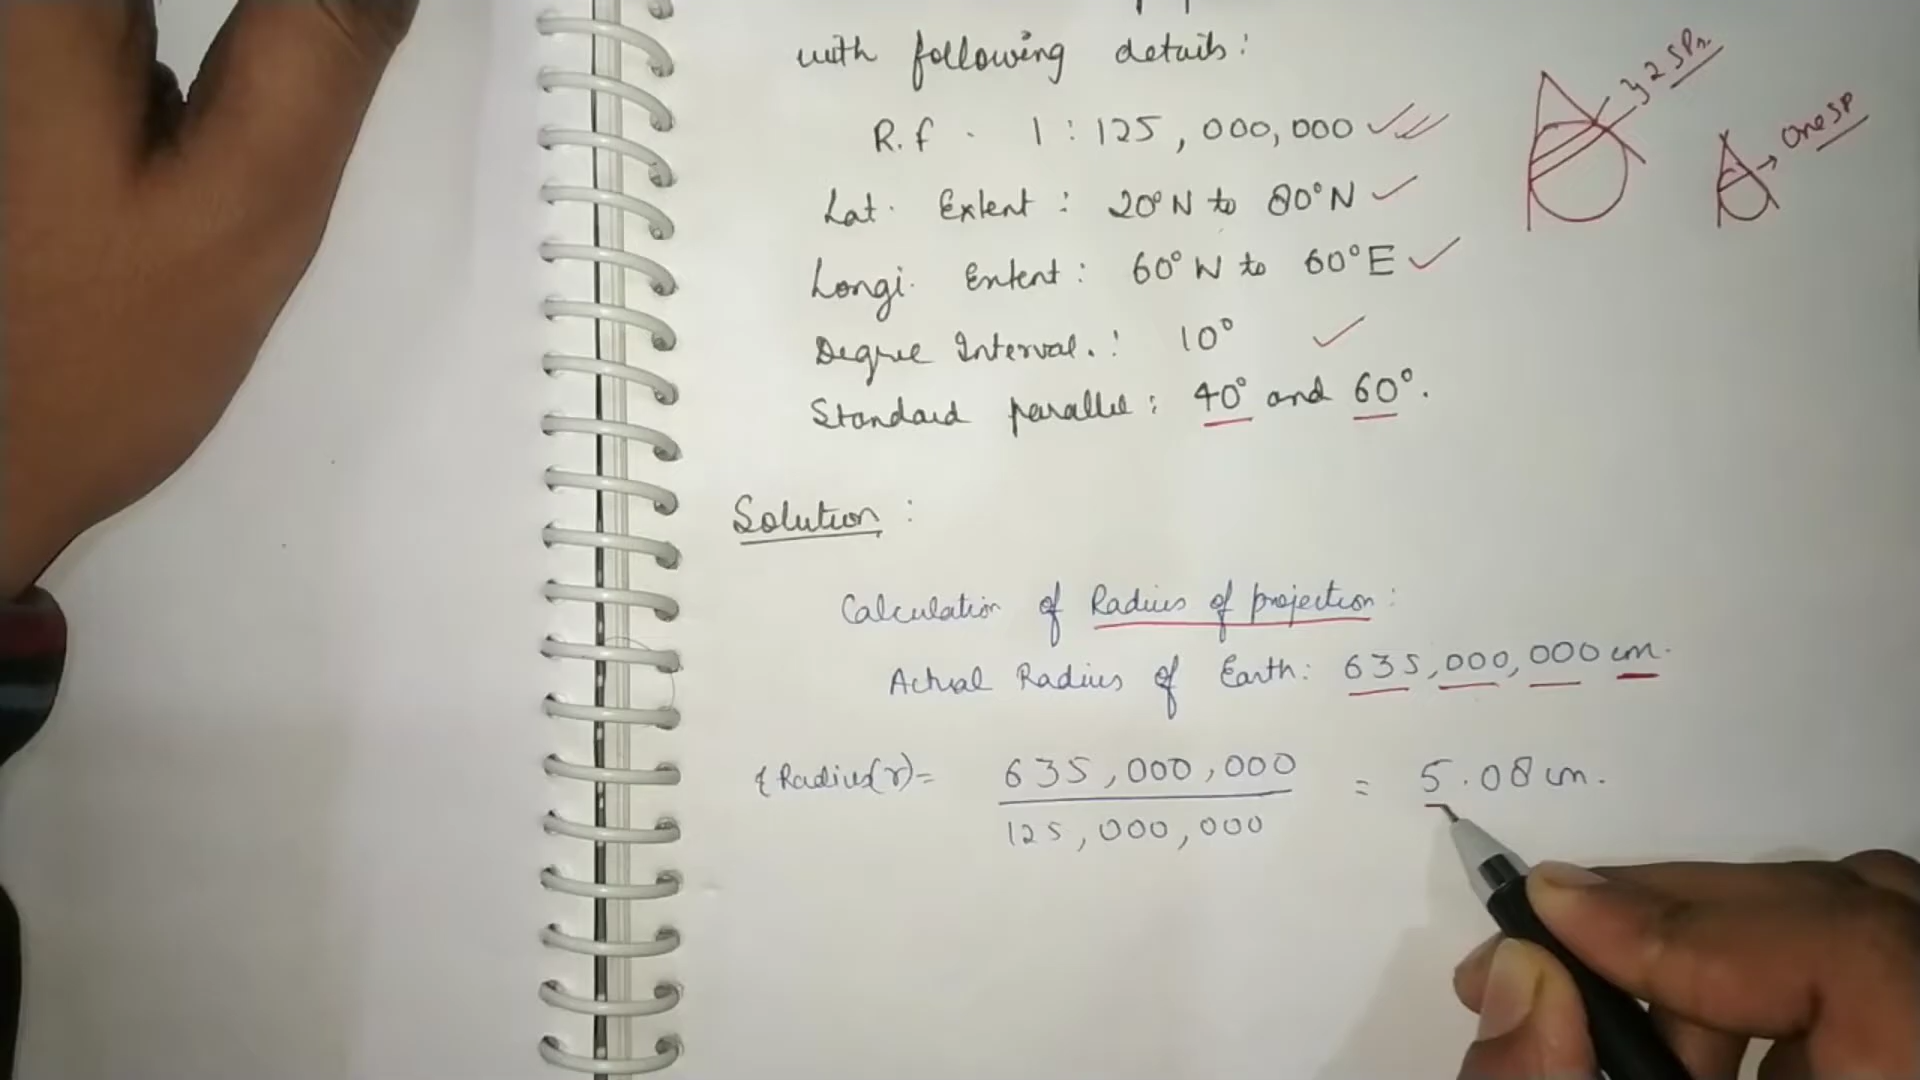 with following details:
R.f - 1 : 125,000,000
Lat. Extent : 20°N to 80°N
Longi. Extent : 60°W to 60°E
Degree Interval. : 10°
Standard parallel : 40° and 60°.
} 2 SPs.
One SP
Solution :
Calculation of Radius of projection:
Actual Radius of Earth: 635,000,000 cm.
{ Radius(r) = 635,000,000 / 125,000,000 = 5.08 cm.